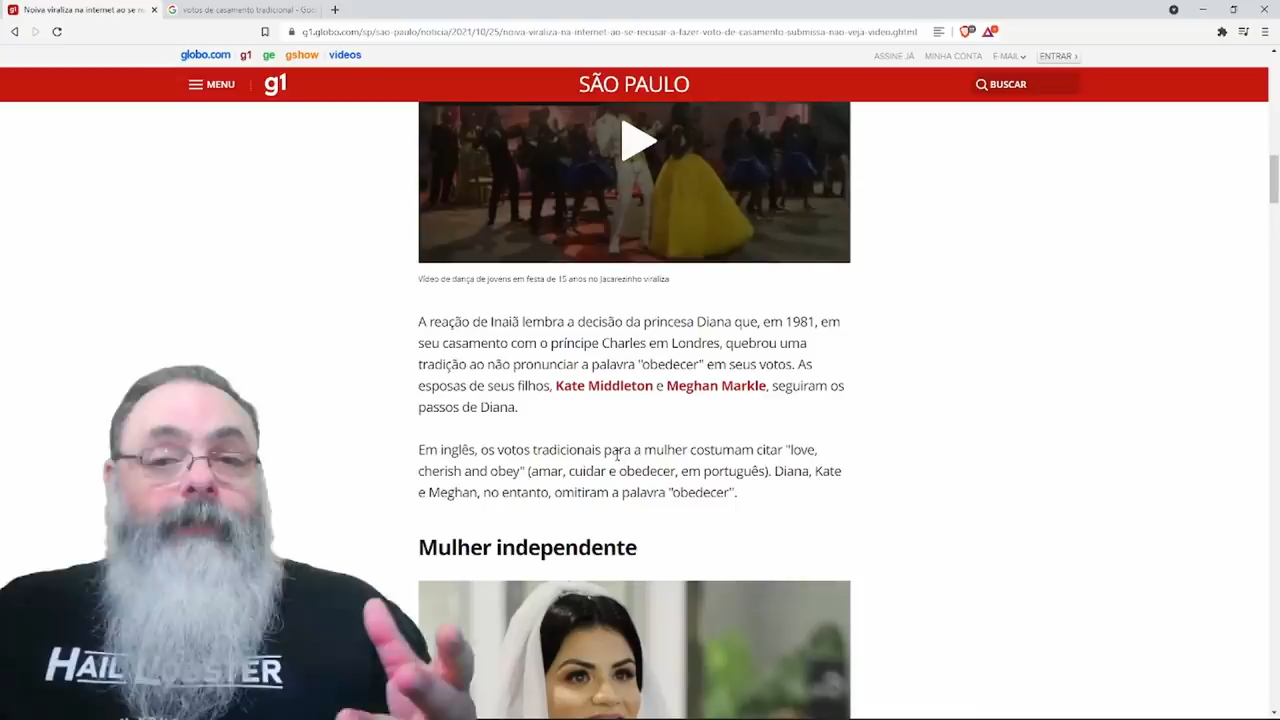 Noiva viraliza na internet ao se re
votos de casamento tradicional - Goo
g1.globo.com/sp/sao-paulo/noticia/2021/10/25/noiva-viraliza-na-internet-ao-se-recusar-a-fazer-voto-de-casamento-submissa-nao-veja-video.ghtml
globo.com g1 ge gshow videos
ASSINE JÁ MINHA CONTA E-MAIL ENTRAR
MENU g1 SÃO PAULO BUSCAR
Vídeo de dança de jovens em festa de 15 anos no Jacarezinho viraliza
A reação de Inaiã lembra a decisão da princesa Diana que, em 1981, em
seu casamento com o príncipe Charles em Londres, quebrou uma
tradição ao não pronunciar a palavra "obedecer" em seus votos. As
esposas de seus filhos, Kate Middleton e Meghan Markle, seguiram os
passos de Diana.
Em inglês, os votos tradicionais para a mulher costumam citar "love,
cherish and obey" (amar, cuidar e obedecer, em português). Diana, Kate
e Meghan, no entanto, omitiram a palavra "obedecer".
Mulher independente
HAIL LOBSTER